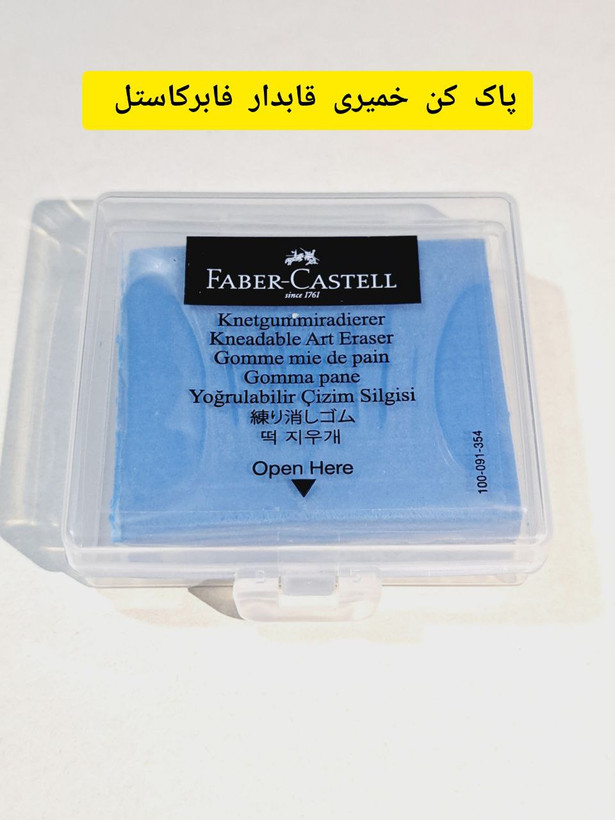 پاک کن خمیری قابدار فابرکاستل
FABER-CASTELL
since 1761
Knetgummiradierer
Kneadable Art Eraser
Gomme mie de pain
Gomma pane
Yoğrulabilir Çizim Silgisi
練り消しゴム
떡 지우개
Open Here
100-091-354